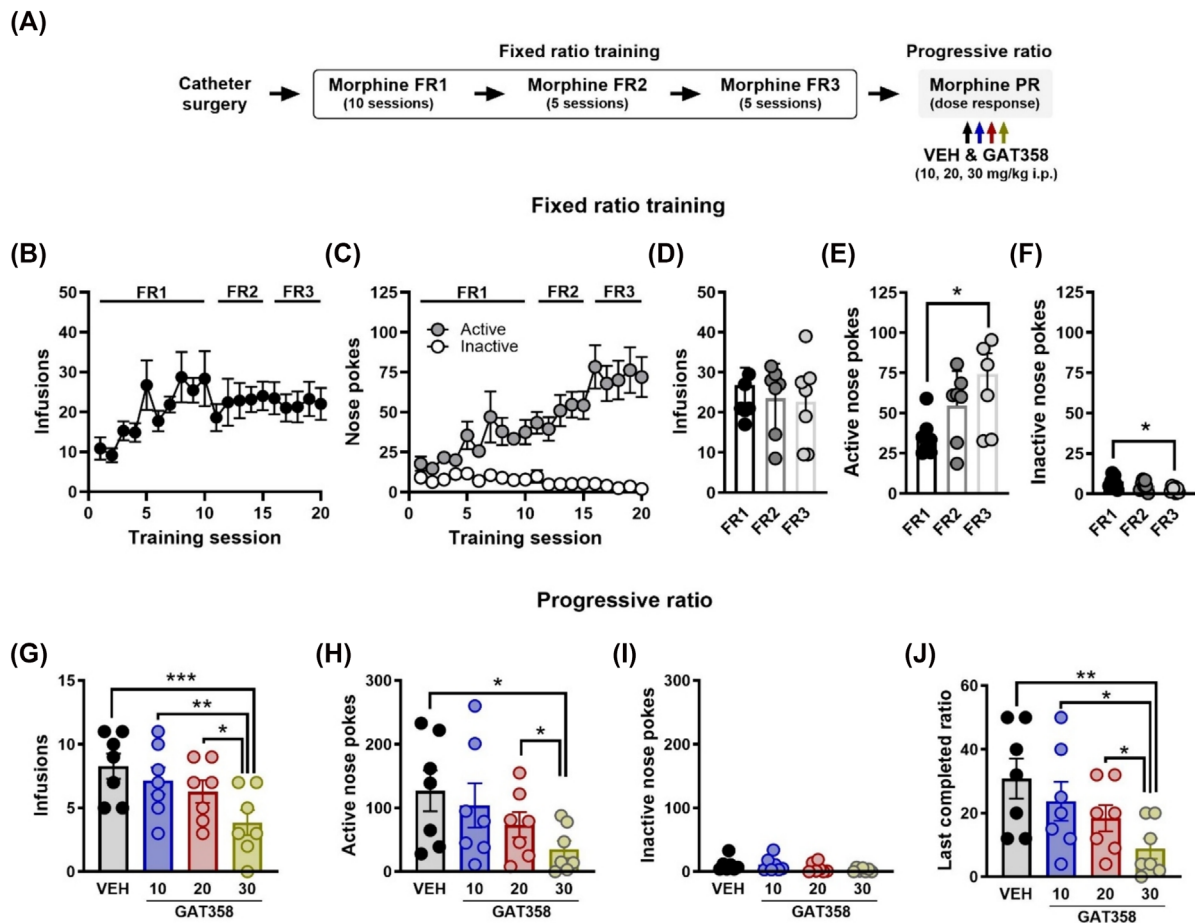 (A)
Fixed ratio training
Progressive ratio
Catheter
surgery
Morphine FR1
(10 sessions)
Morphine FR2
(5 sessions)
Morphine FR3
(5 sessions)
Morphine PR
(dose response)
VEH & GAT358
(10, 20, 30 mg/kg i.p.)
Fixed ratio training
(B)
FR1 FR2 FR3
Infusions
50
40
30
20
10
0
0 5 10 15 20
Training session
(C)
FR1 FR2 FR3
Active
Inactive
Nose pokes
125
100
75
50
25
0
0 5 10 15 20
Training session
(D)
Infusions
50
40
30
20
10
0
FR1 FR2 FR3
(E)
*
Active nose pokes
125
100
75
50
25
0
FR1 FR2 FR3
(F)
*
Inactive nose pokes
125
100
75
50
25
0
FR1 FR2 FR3
Progressive ratio
(G)
***
**
*
Infusions
15
10
5
0
VEH 10 20 30
GAT358
(H)
*
*
Active nose pokes
300
200
100
0
VEH 10 20 30
GAT358
(I)
Inactive nose pokes
300
200
100
0
VEH 10 20 30
GAT358
(J)
**
*
*
Last completed ratio
60
40
20
0
VEH 10 20 30
GAT358